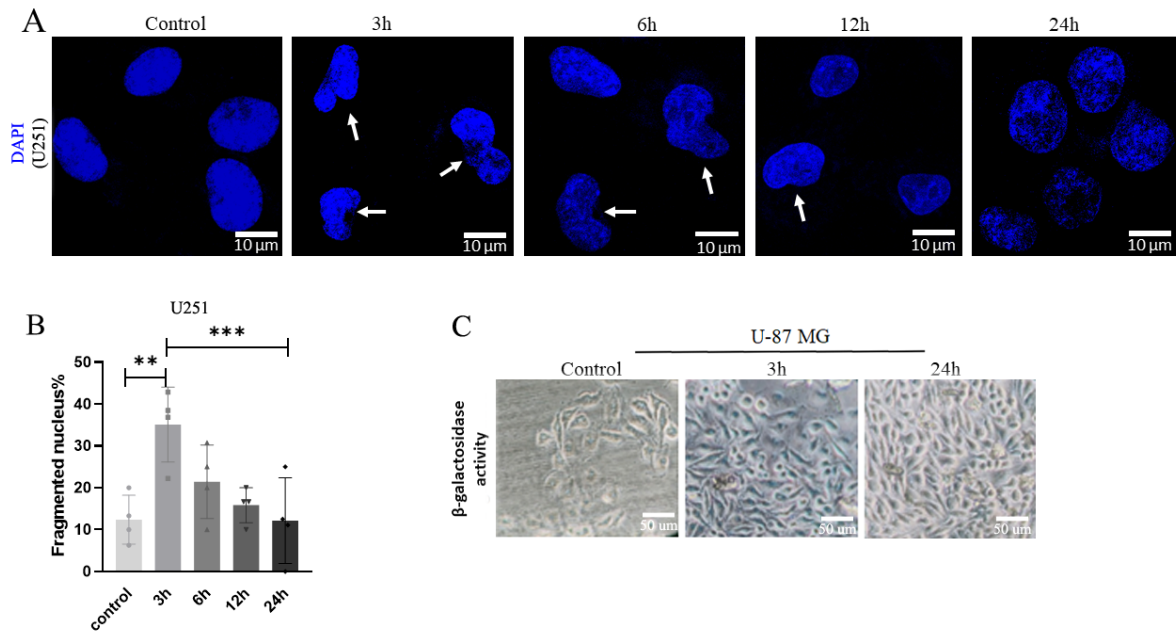 A
Control
3h
6h
12h
24h
DAPI
(U251)
10 µm
10 µm
10 µm
10 µm
10 µm
B
U251
**
***
Fragmented nucleus%
50
40
30
20
10
0
control
3h
6h
12h
24h
C
U-87 MG
Control
3h
24h
β-galactosidase
activity
50 um
50 um
50 um